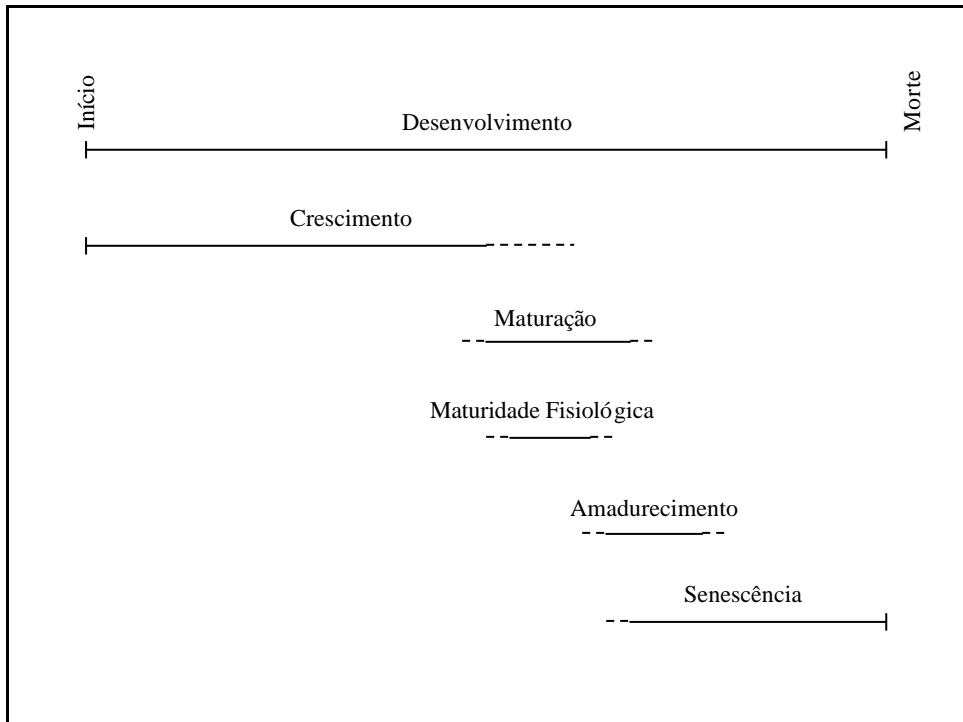 Início
Morte
Desenvolvimento
Crescimento
Maturação
Maturidade Fisiológica
Amadurecimento
Senescência